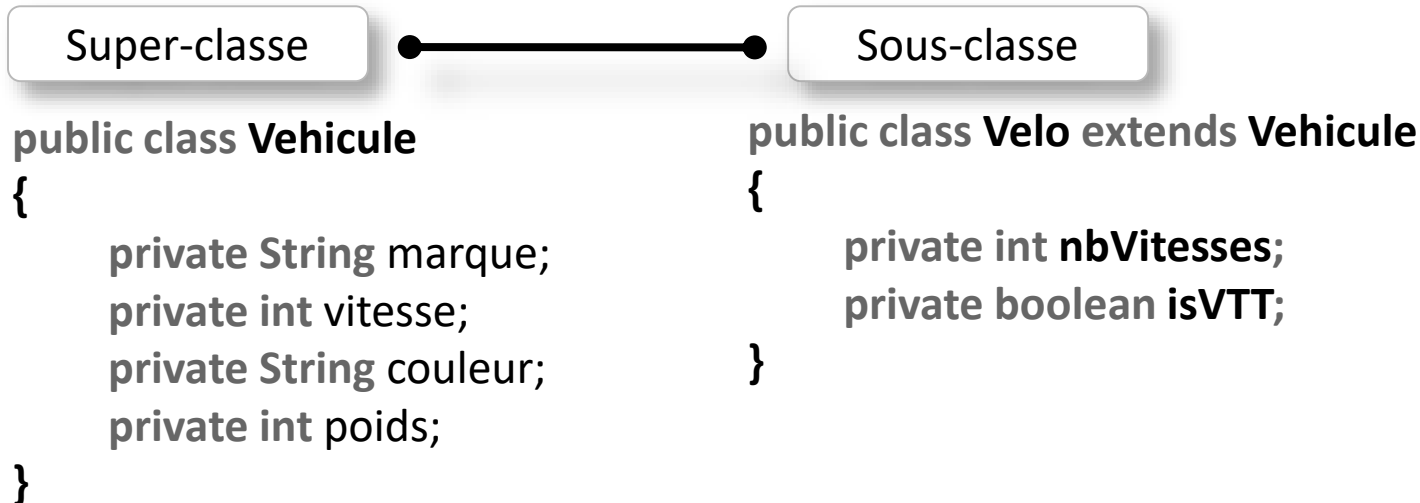 Super-classe
public class Vehicule
{
private String marque;
private int vitesse;
private String couleur;
private int poids;
}
Sous-classe
public class Velo extends Vehicule
{
private int nbVitesses;
private boolean isVTT;
}